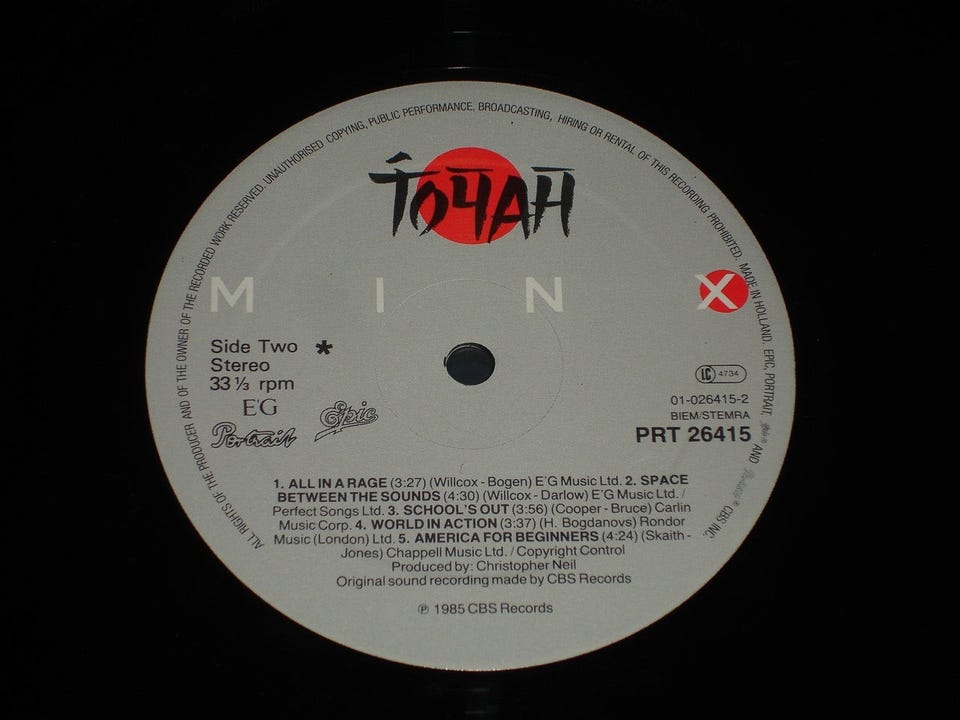 ALL RIGHTS OF THE PRODUCER AND OF THE OWNER OF THE RECORDED WORK RESERVED. UNAUTHORISED COPYING, PUBLIC PERFORMANCE, BROADCASTING, HIRING OR RENTAL OF THIS RECORDING PROHIBITED. MADE IN HOLLAND. EPIC, PORTRAIT, AND CBS INC.
TOYAH
MINX
Side Two *
Stereo
33 ⅓ rpm
E'G
Portrait Epic
LC 4734
01-026415-2
BIEM/STEMRA
PRT 26415
1. ALL IN A RAGE (3:27) (Willcox - Bogen) E'G Music Ltd. 2. SPACE
BETWEEN THE SOUNDS (4:30) (Willcox - Darlow) E'G Music Ltd. /
Perfect Songs Ltd. 3. SCHOOL'S OUT (3:56) (Cooper - Bruce) Carlin
Music Corp. 4. WORLD IN ACTION (3:37) (H. Bogdanovs) Rondor
Music (London) Ltd. 5. AMERICA FOR BEGINNERS (4:24) (Skaith -
Jones) Chappell Music Ltd. / Copyright Control
Produced by: Christopher Neil
Original sound recording made by CBS Records
℗ 1985 CBS Records